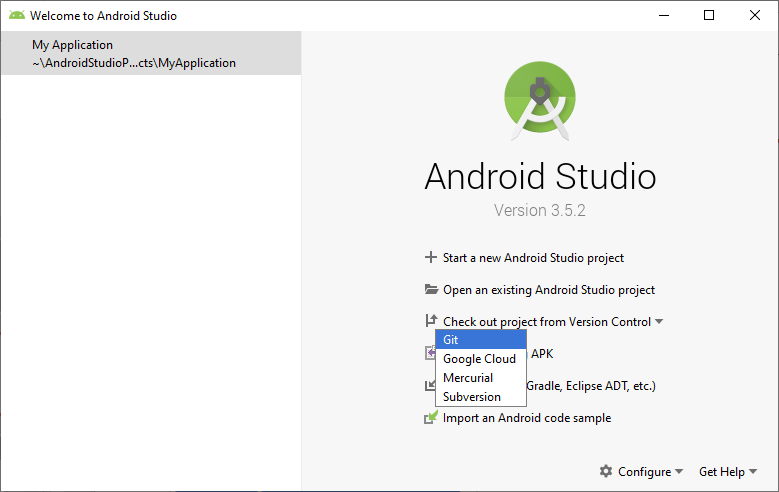 Welcome to Android Studio
My Application
~\AndroidStudioP...cts\MyApplication
Android Studio
Version 3.5.2
Start a new Android Studio project
Open an existing Android Studio project
Check out project from Version Control
Git
Google Cloud
Mercurial
Subversion
APK
Gradle, Eclipse ADT, etc.)
Import an Android code sample
Configure
Get Help